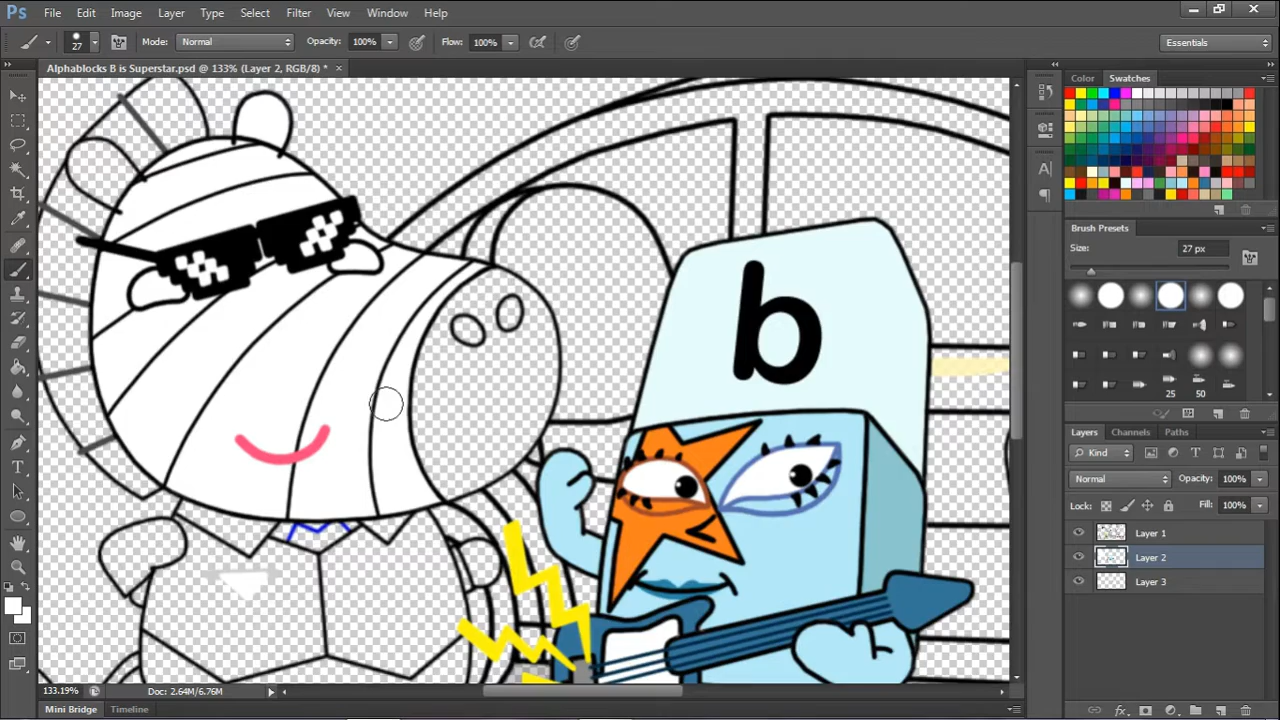 Ps File Edit Image Layer Type Select Filter View Window Help
27 Mode: Normal Opacity: 100% Flow: 100% Essentials
Alphablocks B is Superstar.psd @ 133% (Layer 2, RGB/8) * ×
Color Swatches
Brush Presets
Size: 27 px
25 50
Layers Channels Paths
Kind
Normal Opacity: 100%
Lock: Fill: 100%
Layer 1
Layer 2
Layer 3
b
133.19% Doc: 2.64M/6.76M
Mini Bridge Timeline